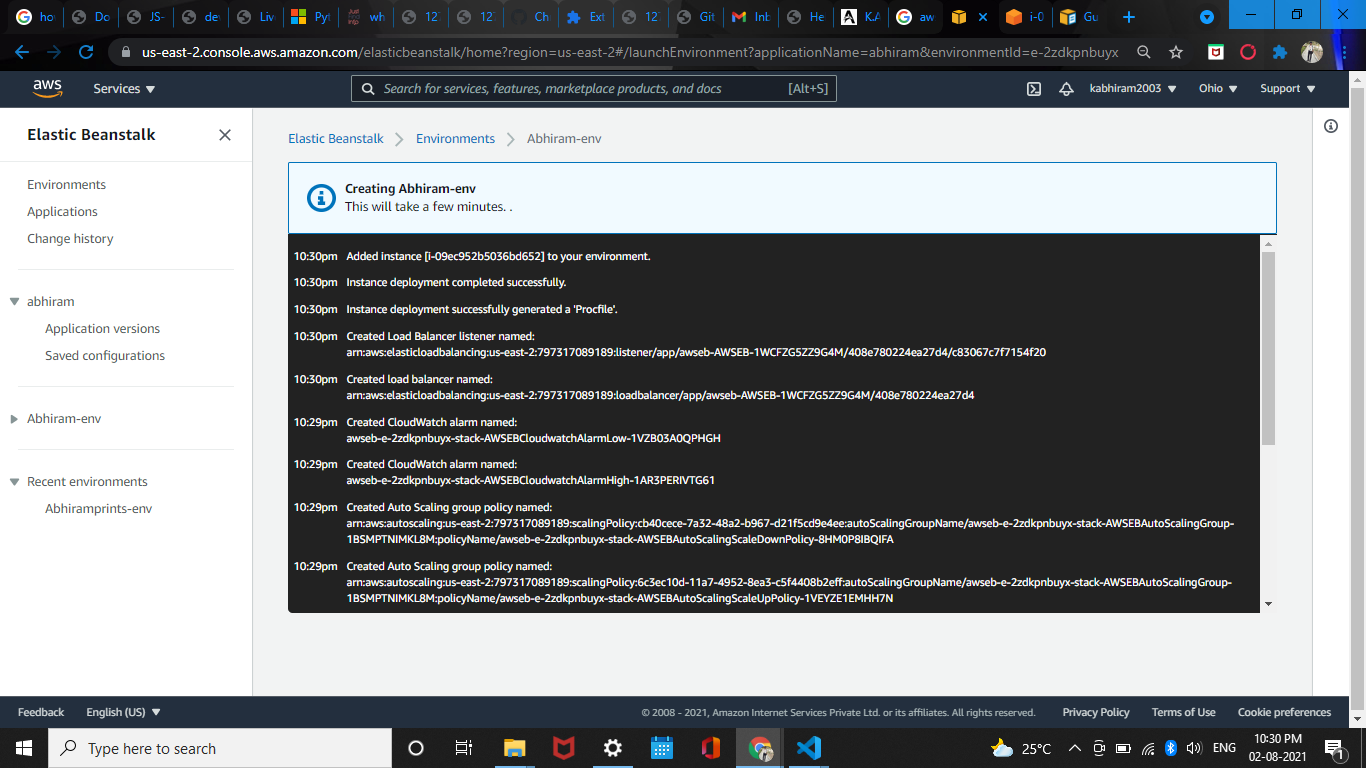 ho
Do
JS-
de
Liv
Pyt
wh
12
12
Ch
Ext
12
Git
Inb
He
K.A
aw
i-0
Gu
us-east-2.console.aws.amazon.com/elasticbeanstalk/home?region=us-east-2#/launchEnvironment?applicationName=abhiram&environmentId=e-2zdkpnbuyx
aws
Services
Search for services, features, marketplace products, and docs
[Alt+S]
kabhiram2003
Ohio
Support
Elastic Beanstalk
Environments
Applications
Change history
abhiram
Application versions
Saved configurations
Abhiram-env
Recent environments
Abhiramprints-env
Elastic Beanstalk > Environments > Abhiram-env
Creating Abhiram-env
This will take a few minutes. .
10:30pm Added instance [i-09ec952b5036bd652] to your environment.
10:30pm Instance deployment completed successfully.
10:30pm Instance deployment successfully generated a 'Procfile'.
10:30pm Created Load Balancer listener named:
arn:aws:elasticloadbalancing:us-east-2:797317089189:listener/app/awseb-AWSEB-1WCFZG5ZZ9G4M/408e780224ea27d4/c83067c7f7154f20
10:30pm Created load balancer named:
arn:aws:elasticloadbalancing:us-east-2:797317089189:loadbalancer/app/awseb-AWSEB-1WCFZG5ZZ9G4M/408e780224ea27d4
10:29pm Created CloudWatch alarm named:
awseb-e-2zdkpnbuyx-stack-AWSEBCloudwatchAlarmLow-1VZB03A0QPHGH
10:29pm Created CloudWatch alarm named:
awseb-e-2zdkpnbuyx-stack-AWSEBCloudwatchAlarmHigh-1AR3PERIVTG61
10:29pm Created Auto Scaling group policy named:
arn:aws:autoscaling:us-east-2:797317089189:scalingPolicy:cb40cece-7a32-48a2-b967-d21f5cd9e4ee:autoScalingGroupName/awseb-e-2zdkpnbuyx-stack-AWSEBAutoScalingGroup-
1BSMPTNIMKL8M:policyName/awseb-e-2zdkpnbuyx-stack-AWSEBAutoScalingScaleDownPolicy-8HM0P8IBQIFA
10:29pm Created Auto Scaling group policy named:
arn:aws:autoscaling:us-east-2:797317089189:scalingPolicy:6c3ec10d-11a7-4952-8ea3-c5f4408b2eff:autoScalingGroupName/awseb-e-2zdkpnbuyx-stack-AWSEBAutoScalingGroup-
1BSMPTNIMKL8M:policyName/awseb-e-2zdkpnbuyx-stack-AWSEBAutoScalingScaleUpPolicy-1VEYZE1EMHH7N
Feedback
English (US)
© 2008 - 2021, Amazon Internet Services Private Ltd. or its affiliates. All rights reserved.
Privacy Policy
Terms of Use
Cookie preferences
Type here to search
25°C
ENG
10:30 PM
02-08-2021
1